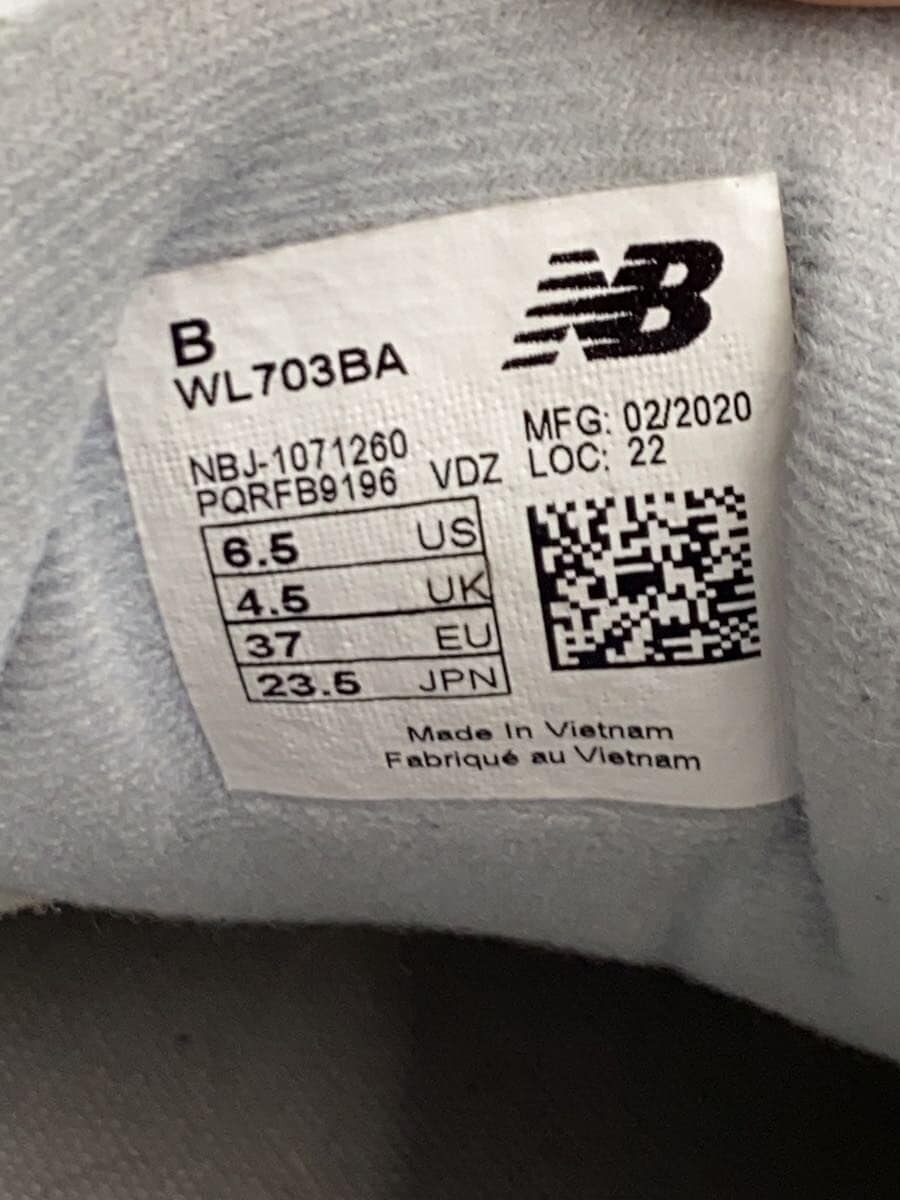 NB
B
WL703BA
NBJ-1071260
PQRFB9196 VDZ
MFG: 02/2020
LOC: 22
6.5 US
4.5 UK
37 EU
23.5 JPN
Made In Vietnam
Fabriqué au Vietnam